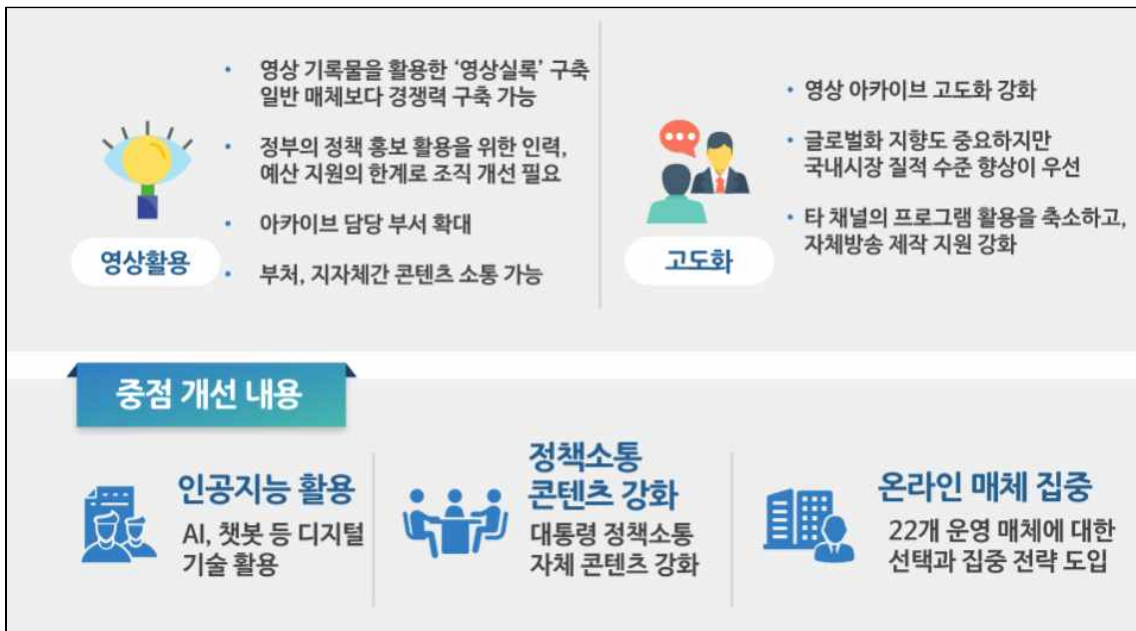 영상활용
• 영상 기록물을 활용한 ‘영상실록’ 구축
일반 매체보다 경쟁력 구축 가능
• 정부의 정책 홍보 활용을 위한 인력,
예산 지원의 한계로 조직 개선 필요
• 아카이브 담당 부서 확대
• 부처, 지자체간 콘텐츠 소통 가능
고도화
• 영상 아카이브 고도화 강화
• 글로벌화 지향도 중요하지만
국내시장 질적 수준 향상이 우선
• 타 채널의 프로그램 활용을 축소하고,
자체방송 제작 지원 강화
중점 개선 내용
인공지능 활용
AI, 챗봇 등 디지털
기술 활용
정책소통
콘텐츠 강화
대통령 정책소통
자체 콘텐츠 강화
온라인 매체 집중
22개 운영 매체에 대한
선택과 집중 전략 도입